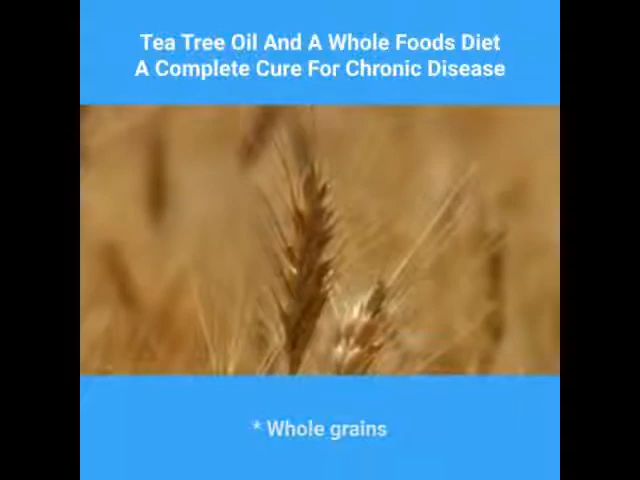 Tea Tree Oil And A Whole Foods Diet
A Complete Cure For Chronic Disease
* Whole grains